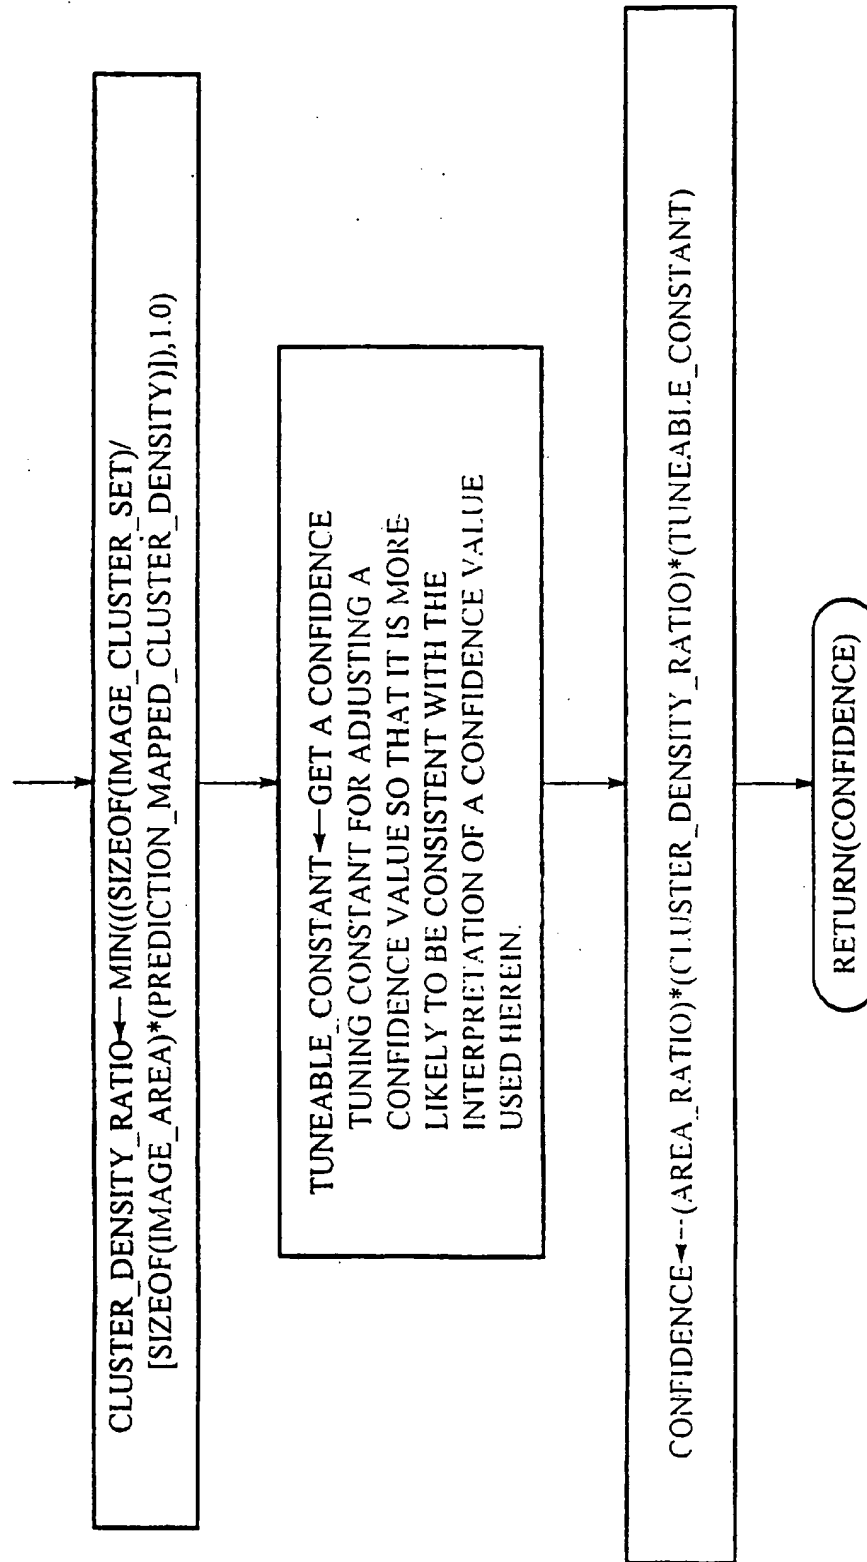 CLUSTER_DENSITY_RATIO←MIN(((SIZEOF(IMAGE_CLUSTER_SET)/
[SIZEOF(IMAGE_AREA)*(PREDICTION_MAPPED_CLUSTER_DENSITY)]),1.0)
TUNEABLE_CONSTANT←GET A CONFIDENCE
TUNING CONSTANT FOR ADJUSTING A
CONFIDENCE VALUE SO THAT IT IS MORE
LIKELY TO BE CONSISTENT WITH THE
INTERPRETATION OF A CONFIDENCE VALUE
USED HEREIN.
CONFIDENCE←(AREA_RATIO)*(CLUSTER_DENSITY_RATIO)*(TUNEABLE_CONSTANT)
RETURN(CONFIDENCE)